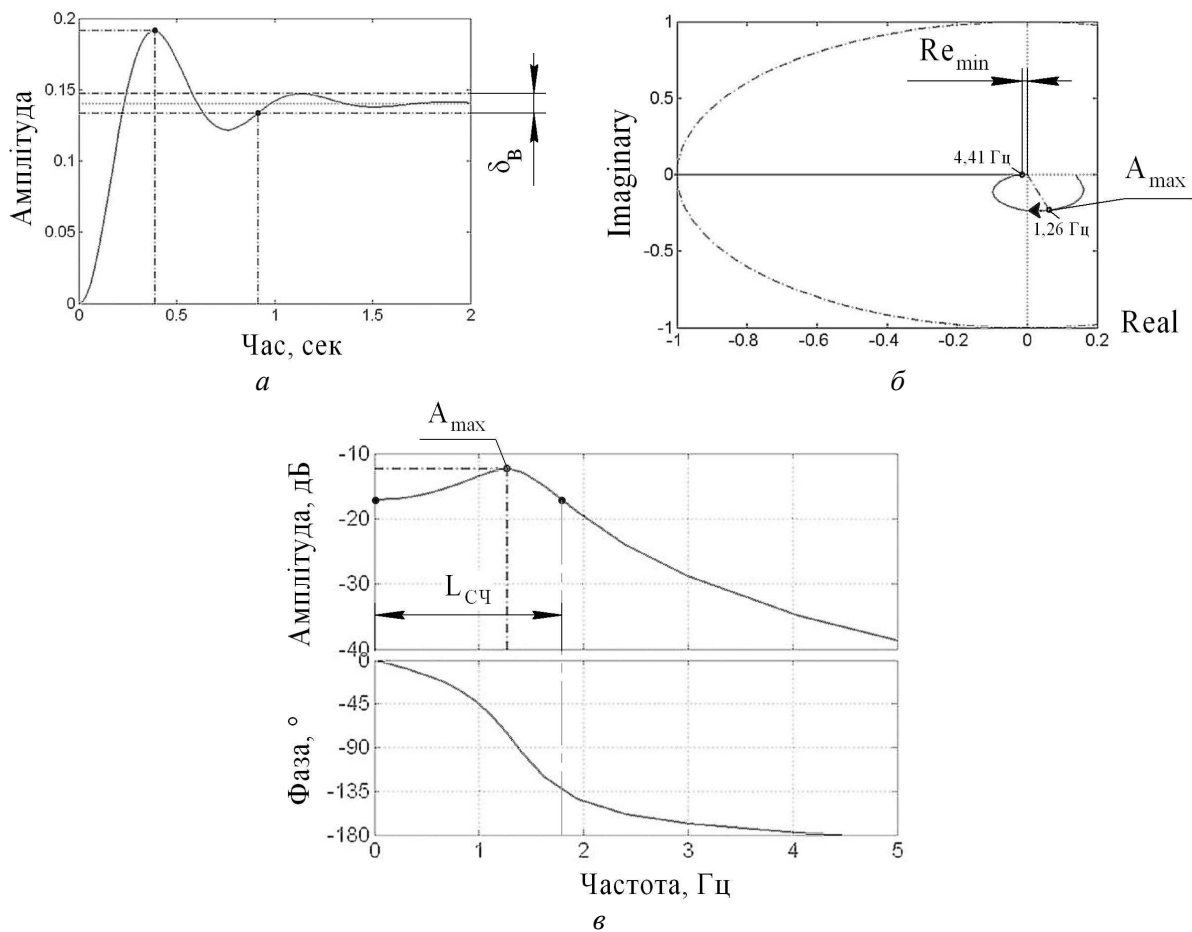 Амплітуда
0.2
0.15
0.1
0.05
0
0 0.5 1 1.5 2
Час, сек
δВ
а
Imaginary
1
0.5
0
-0.5
-1
-1 -0.8 -0.6 -0.4 -0.2 0 0.2
Remin
4,41 Гц
Amax
1,26 Гц
Real
б
Amax
Амплітуда, дБ
-10
-20
-30
-40
LСЧ
Фаза, °
0
-45
-90
-135
-180
0 1 2 3 4 5
Частота, Гц
в